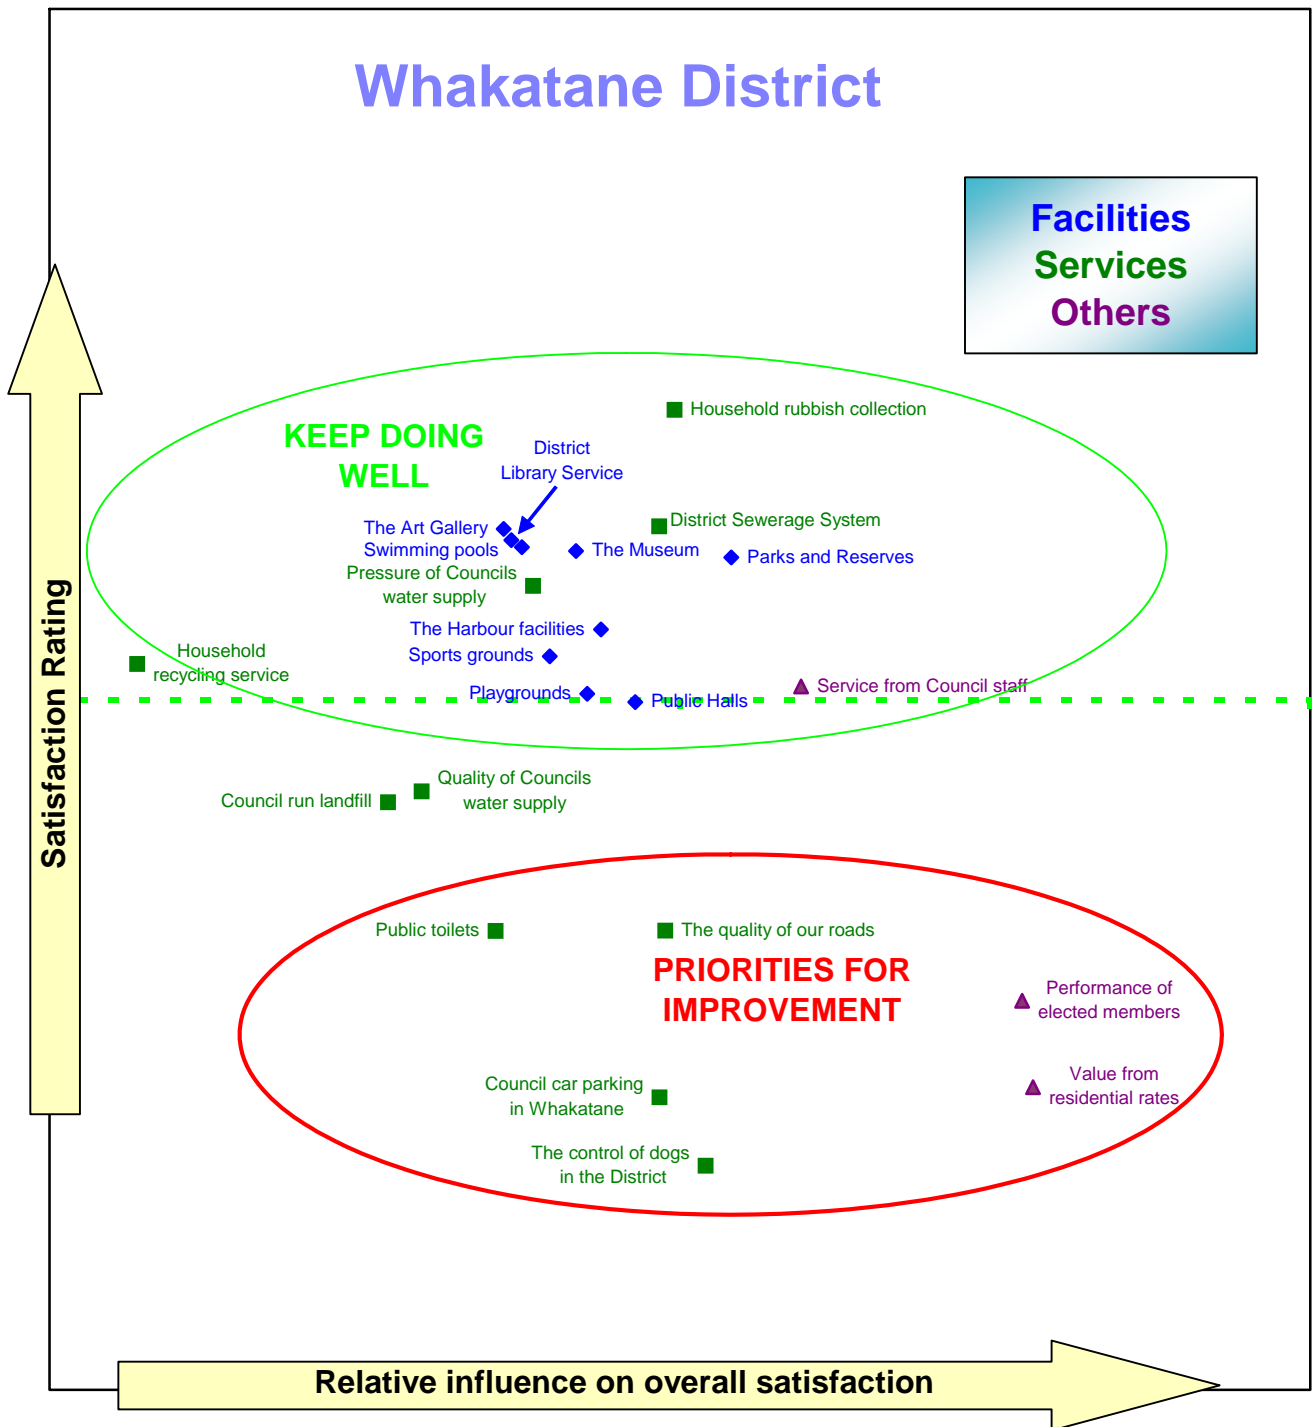 Whakatane District
Facilities
Services
Others
Household rubbish collection
KEEP DOING
WELL
District
Library Service
The Art Gallery
District Sewerage System
Swimming pools
The Museum
Parks and Reserves
Pressure of Councils
water supply
The Harbour facilities
Sports grounds
Household
recycling service
Playgrounds
Public Halls
Service from Council staff
Satisfaction Rating
Quality of Councils
water supply
Council run landfill
Public toilets
The quality of our roads
PRIORITIES FOR
IMPROVEMENT
Performance of
elected members
Value from
residential rates
Council car parking
in Whakatane
The control of dogs
in the District
Relative influence on overall satisfaction